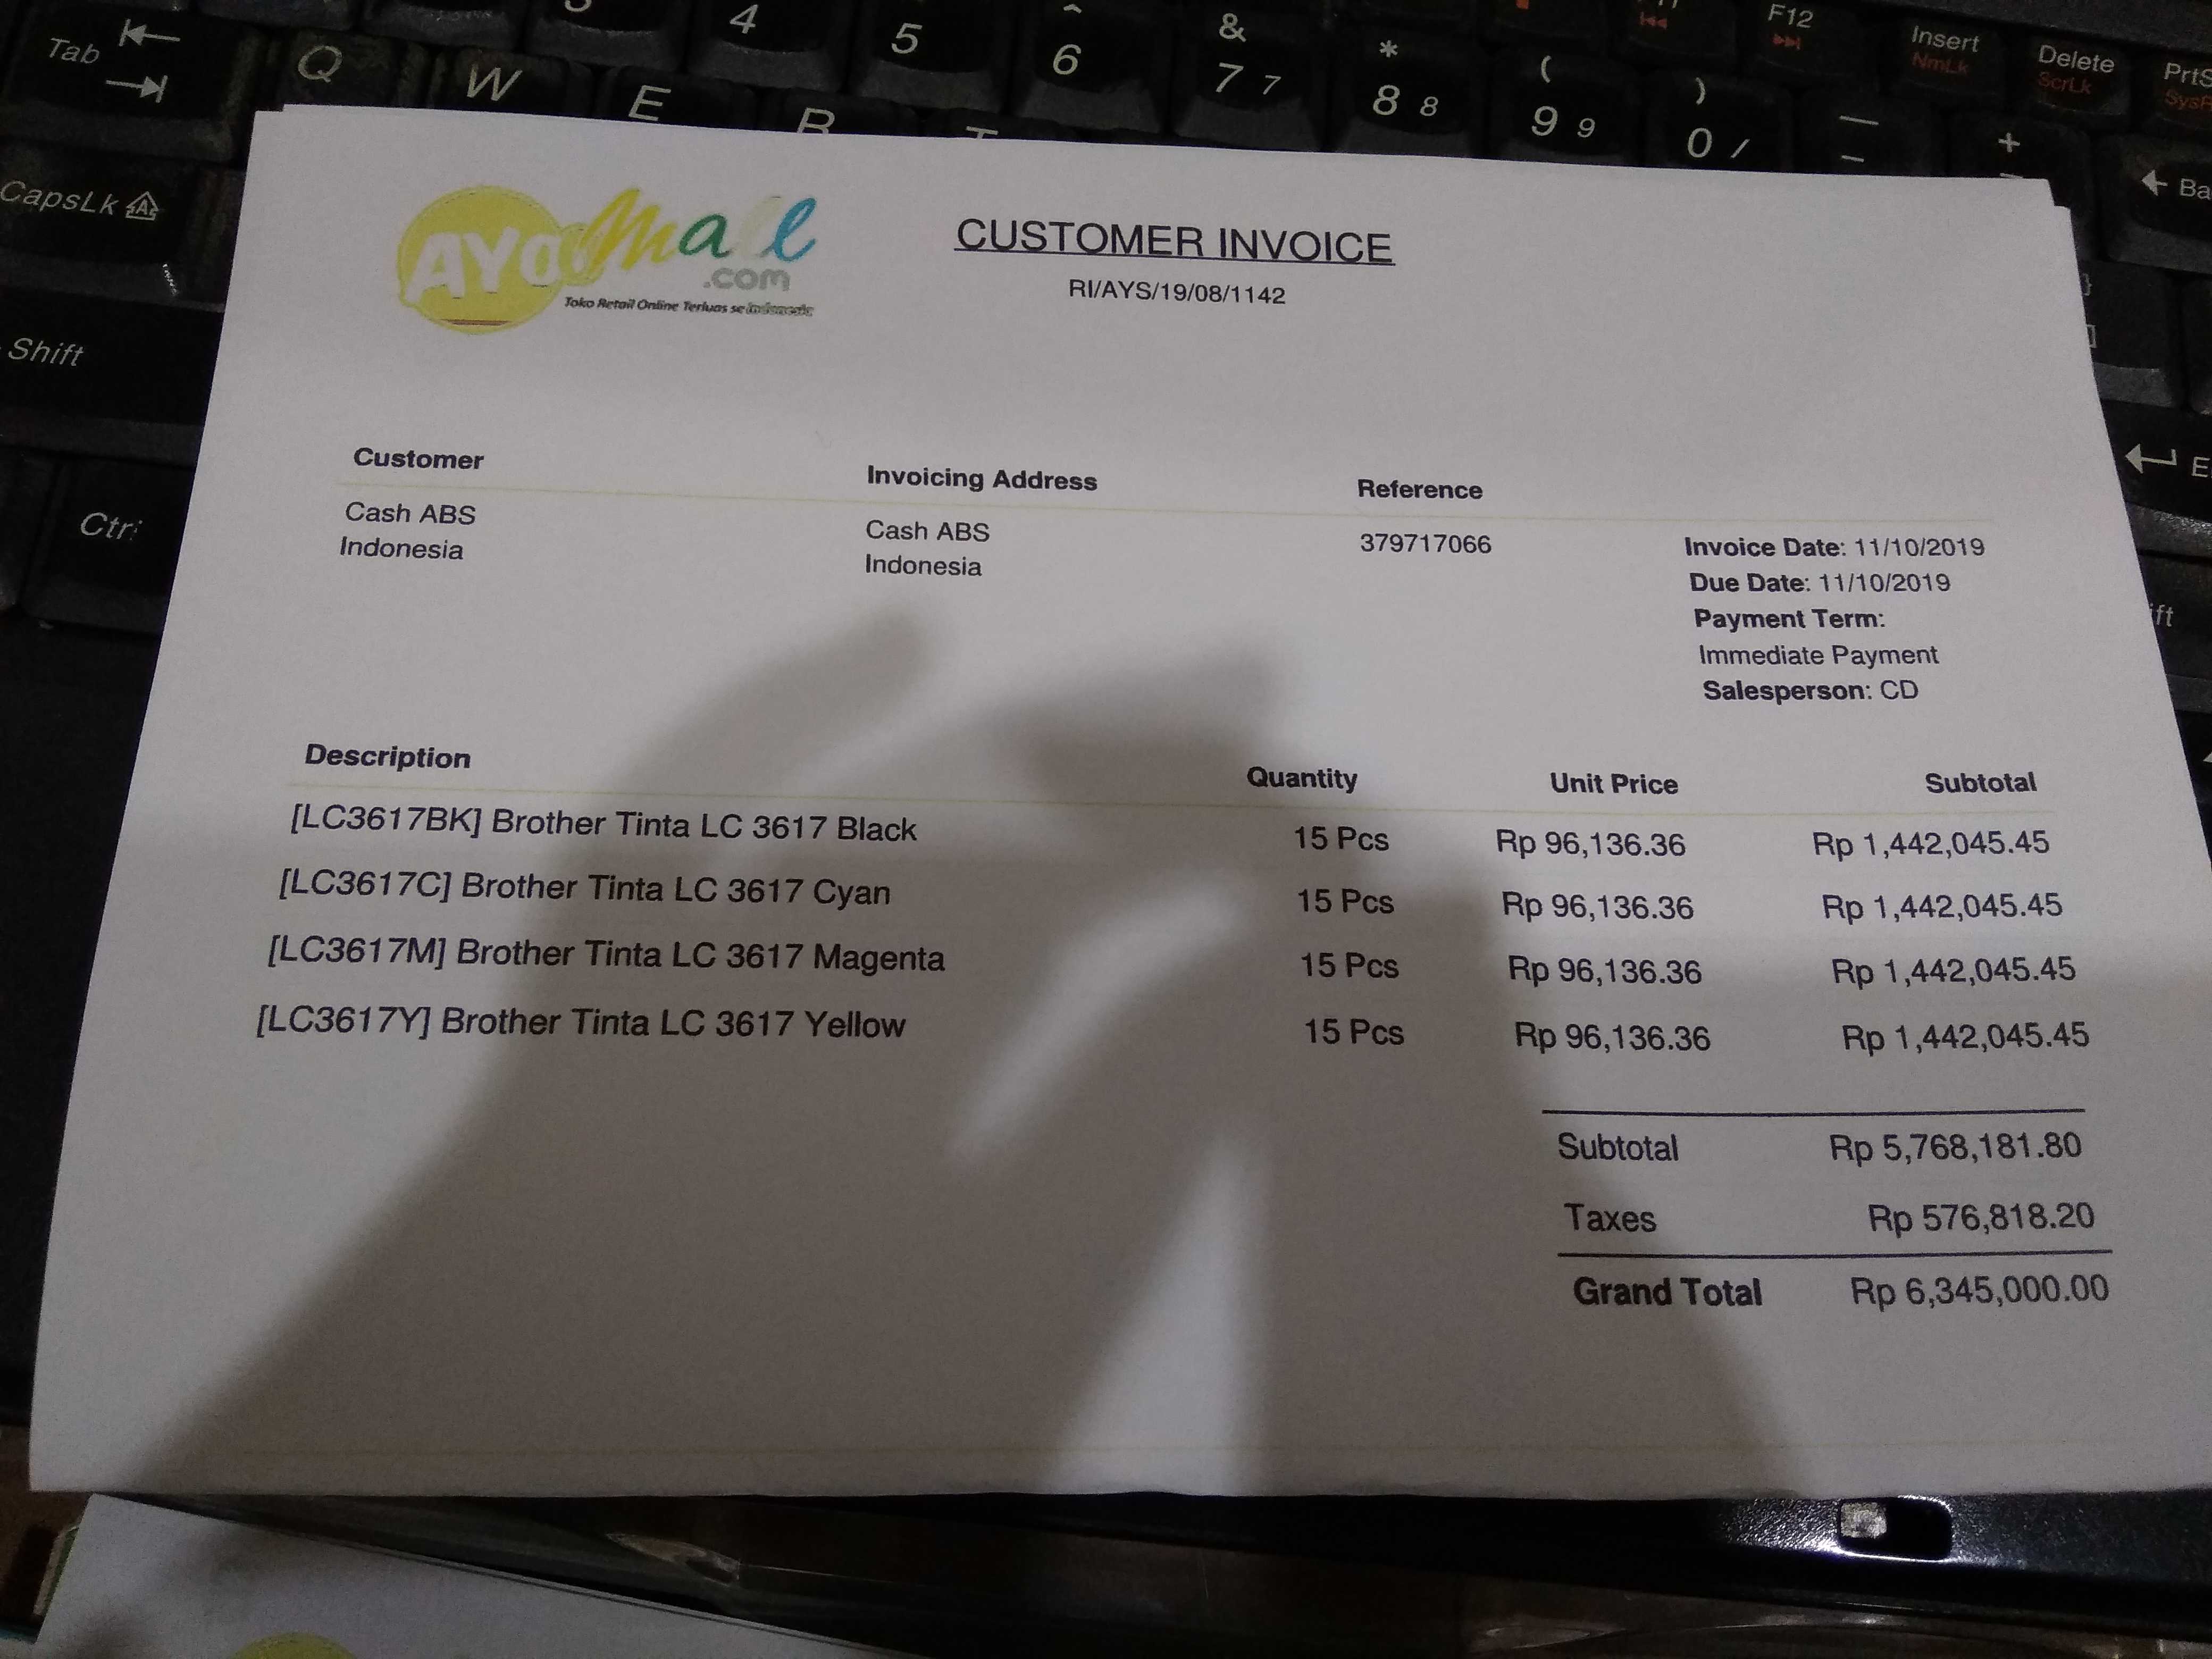 Tab
Q
W
E
R
T
4
5
6
&
7 7
*
8 8
(
9 9
)
0 /
F12
Insert
NmLk
Delete
ScrLk
+
CapsLk
Shift
AYooMall
.com
Toko Retail Online Terluas se Indonesia
CUSTOMER INVOICE
RI/AYS/19/08/1142
Customer
Invoicing Address
Reference
Cash ABS
Indonesia
Cash ABS
Indonesia
379717066
Invoice Date: 11/10/2019
Due Date: 11/10/2019
Payment Term:
Immediate Payment
Salesperson: CD
Description Quantity Unit Price Subtotal
[LC3617BK] Brother Tinta LC 3617 Black 15 Pcs Rp 96,136.36 Rp 1,442,045.45
[LC3617C] Brother Tinta LC 3617 Cyan 15 Pcs Rp 96,136.36 Rp 1,442,045.45
[LC3617M] Brother Tinta LC 3617 Magenta 15 Pcs Rp 96,136.36 Rp 1,442,045.45
[LC3617Y] Brother Tinta LC 3617 Yellow 15 Pcs Rp 96,136.36 Rp 1,442,045.45
Subtotal Rp 5,768,181.80
Taxes Rp 576,818.20
Grand Total Rp 6,345,000.00